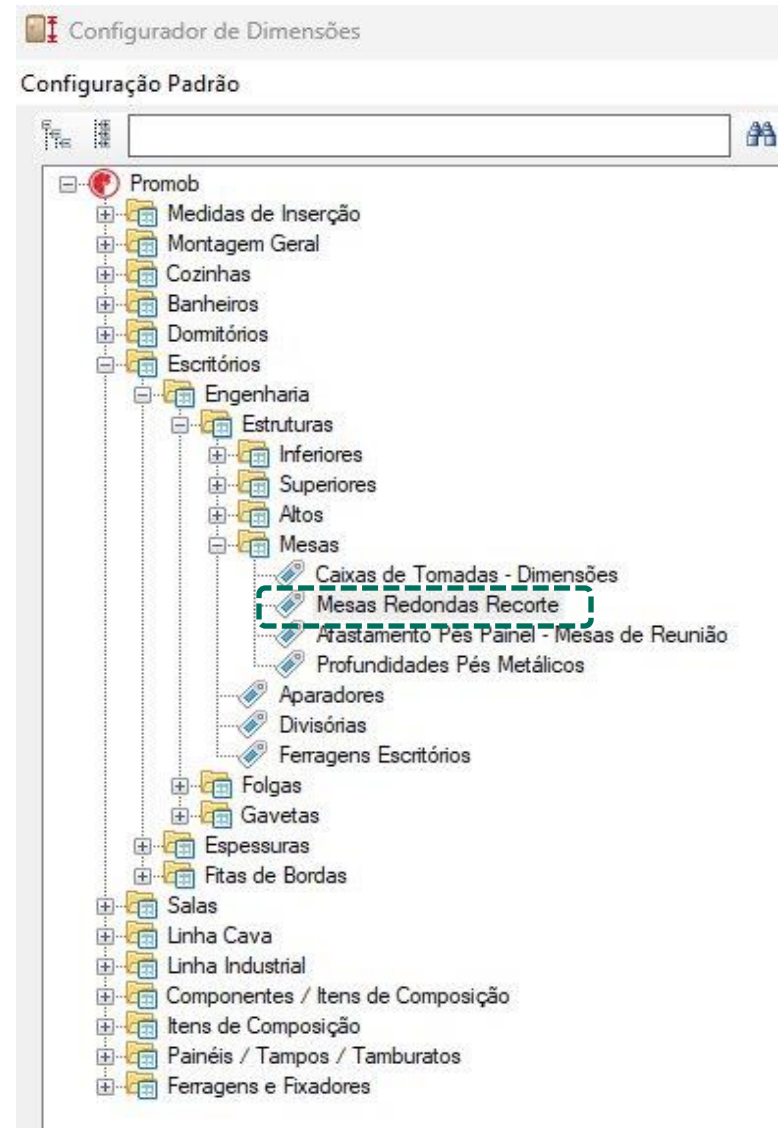 Configurador de Dimensões
Configuração Padrão
Promob
Medidas de Inserção
Montagem Geral
Cozinhas
Banheiros
Dormitórios
Escritórios
Engenharia
Estruturas
Inferiores
Superiores
Altos
Mesas
Caixas de Tomadas - Dimensões
Mesas Redondas Recorte
Afastamento Pés Painel - Mesas de Reunião
Profundidades Pés Metálicos
Aparadores
Divisórias
Ferragens Escritórios
Folgas
Gavetas
Espessuras
Fitas de Bordas
Salas
Linha Cava
Linha Industrial
Componentes / Itens de Composição
Itens de Composição
Painéis / Tampos / Tamburatos
Ferragens e Fixadores